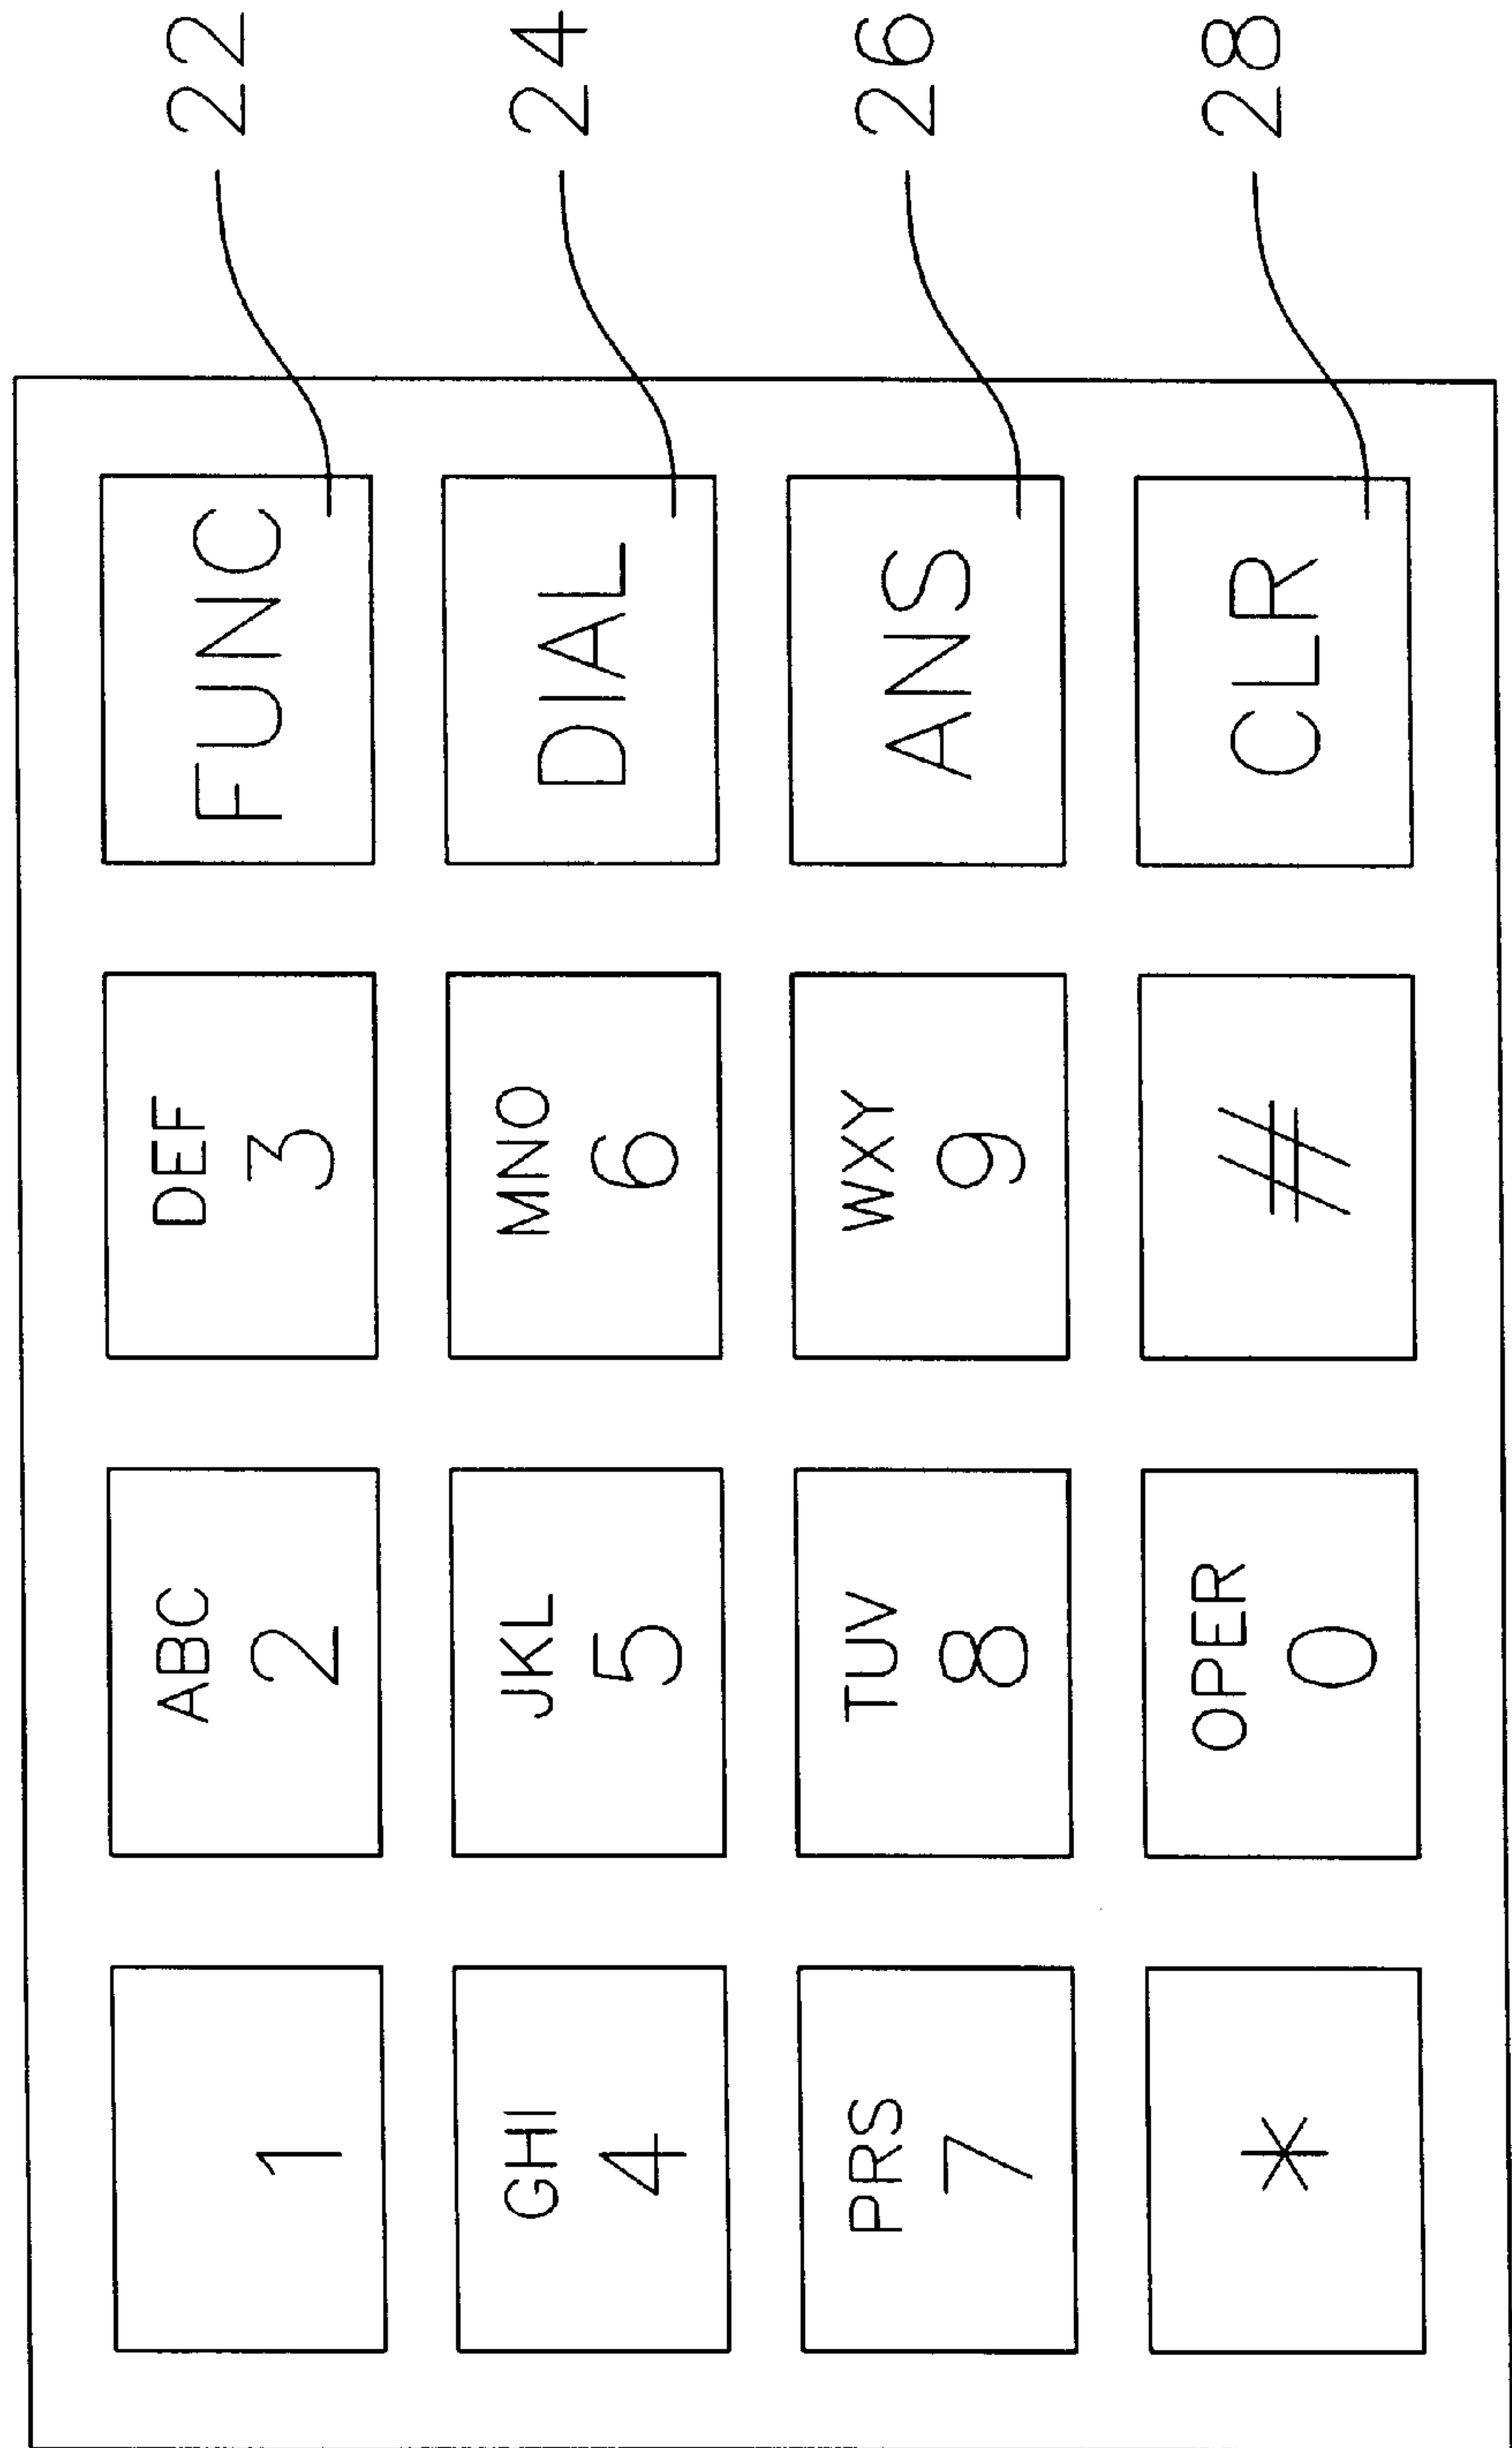 ABC DEF
1 2 3 FUNC 22
GHI JKL MNO
4 5 6 DIAL 24
PRS TUV WXY
7 8 9 ANS 26
OPER
* 0 # CLR 28